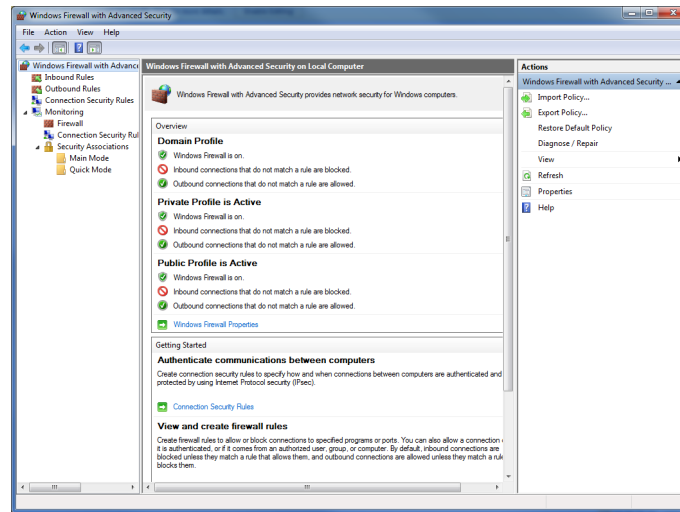 Windows Firewall with Advanced Security
File Action View Help
Windows Firewall with Advance
Inbound Rules
Outbound Rules
Connection Security Rules
Monitoring
Firewall
Connection Security Rul
Security Associations
Main Mode
Quick Mode
Windows Firewall with Advanced Security on Local Computer
Windows Firewall with Advanced Security provides network security for Windows computers.
Overview
Domain Profile
Windows Firewall is on.
Inbound connections that do not match a rule are blocked.
Outbound connections that do not match a rule are allowed.
Private Profile is Active
Windows Firewall is on.
Inbound connections that do not match a rule are blocked.
Outbound connections that do not match a rule are allowed.
Public Profile is Active
Windows Firewall is on.
Inbound connections that do not match a rule are blocked.
Outbound connections that do not match a rule are allowed.
Windows Firewall Properties
Getting Started
Authenticate communications between computers
Create connection security rules to specify how and when connections between computers are authenticated and
protected by using Internet Protocol security (IPsec).
Connection Security Rules
View and create firewall rules
Create firewall rules to allow or block connections to specified programs or ports. You can also allow a connection
it is authenticated, or if it comes from an authorized user, group, or computer. By default, inbound connections are
blocked unless they match a rule that allows them, and outbound connections are allowed unless they match a rul
blocks them.
Actions
Windows Firewall with Advanced Security ...
Import Policy...
Export Policy...
Restore Default Policy
Diagnose / Repair
View
Refresh
Properties
Help